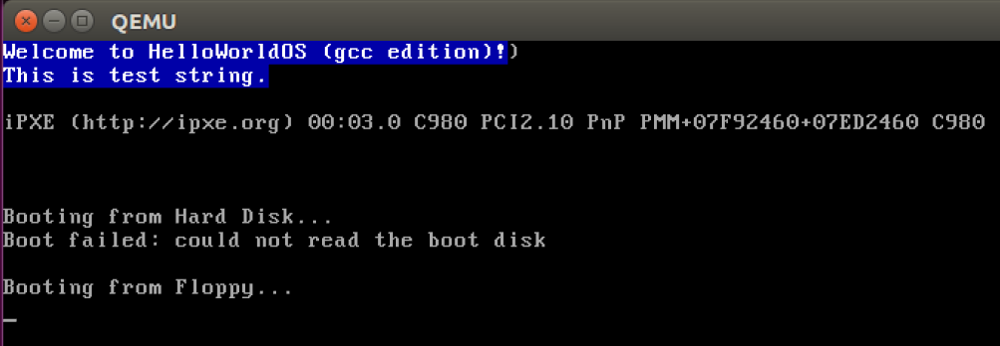 QEMU
Welcome to HelloWorldOS (gcc edition)!)
This is test string.
iPXE (http://ipxe.org) 00:03.0 C980 PCI2.10 PnP PMM+07F92460+07ED2460 C980
Booting from Hard Disk...
Boot failed: could not read the boot disk
Booting from Floppy...
_